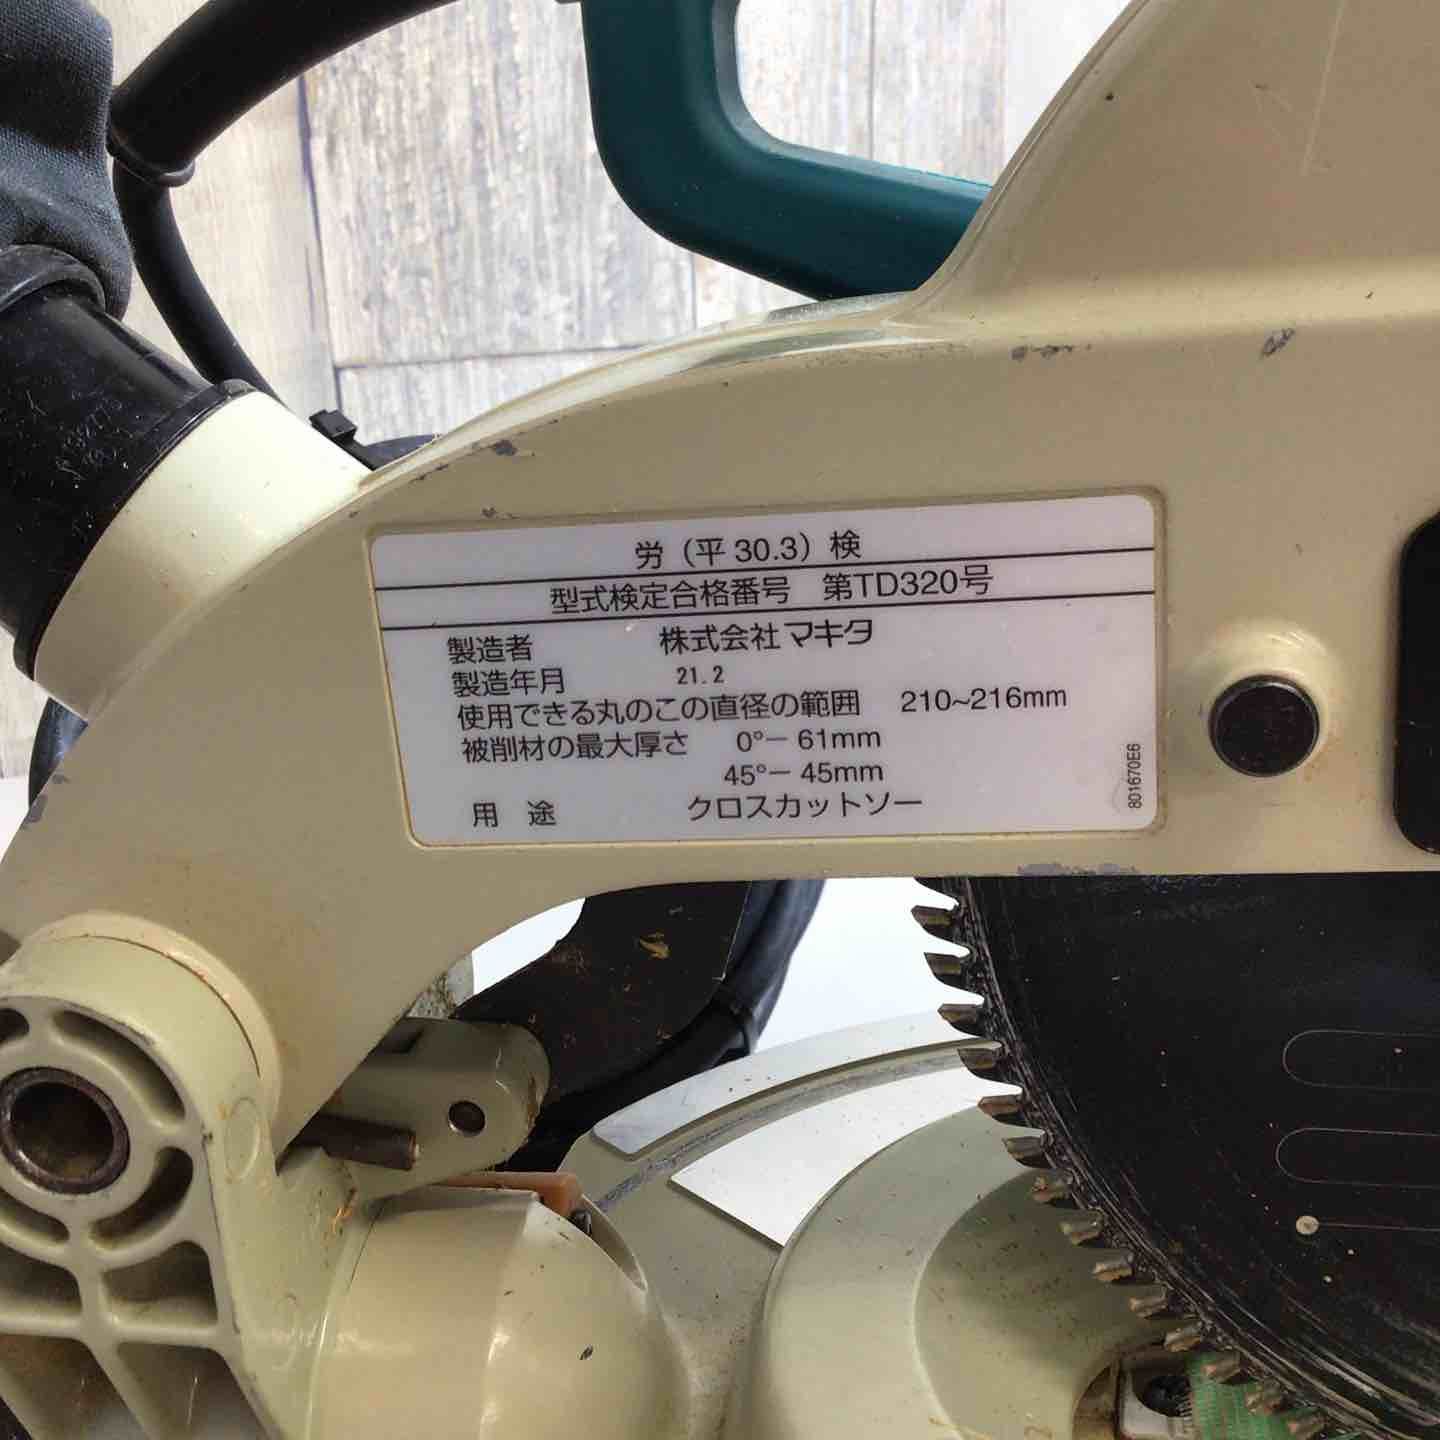 労（平 30.3）検
型式検定合格番号　第TD320号
製造者　株式会社 マキタ
製造年月　21.2
使用できる丸のこの直径の範囲　210~216mm
被削材の最大厚さ　0°－ 61mm
45°－ 45mm
用　途　クロスカットソー
801670E6